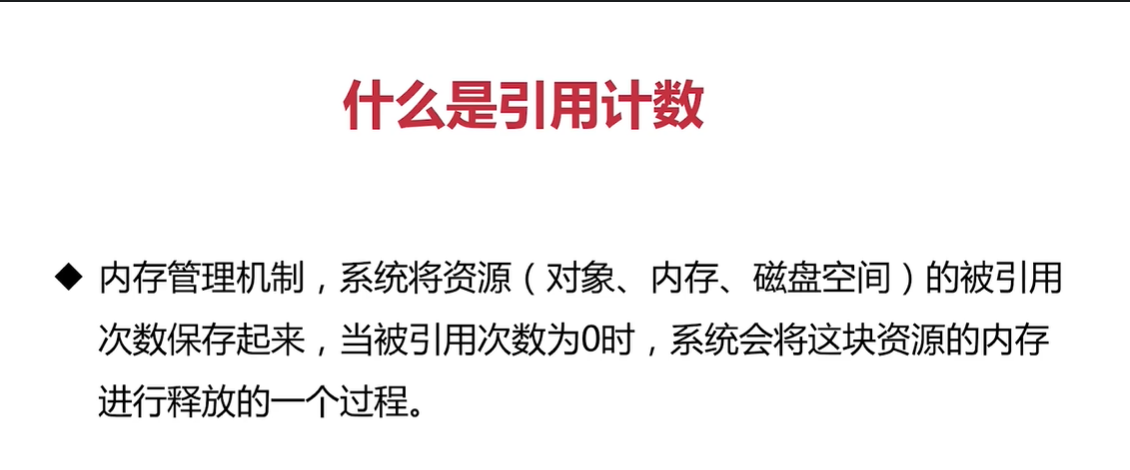 什么是引用计数
◆ 内存管理机制，系统将资源（对象、内存、磁盘空间）的被引用
次数保存起来，当被引用次数为0时，系统会将这块资源的内存
进行释放的一个过程。